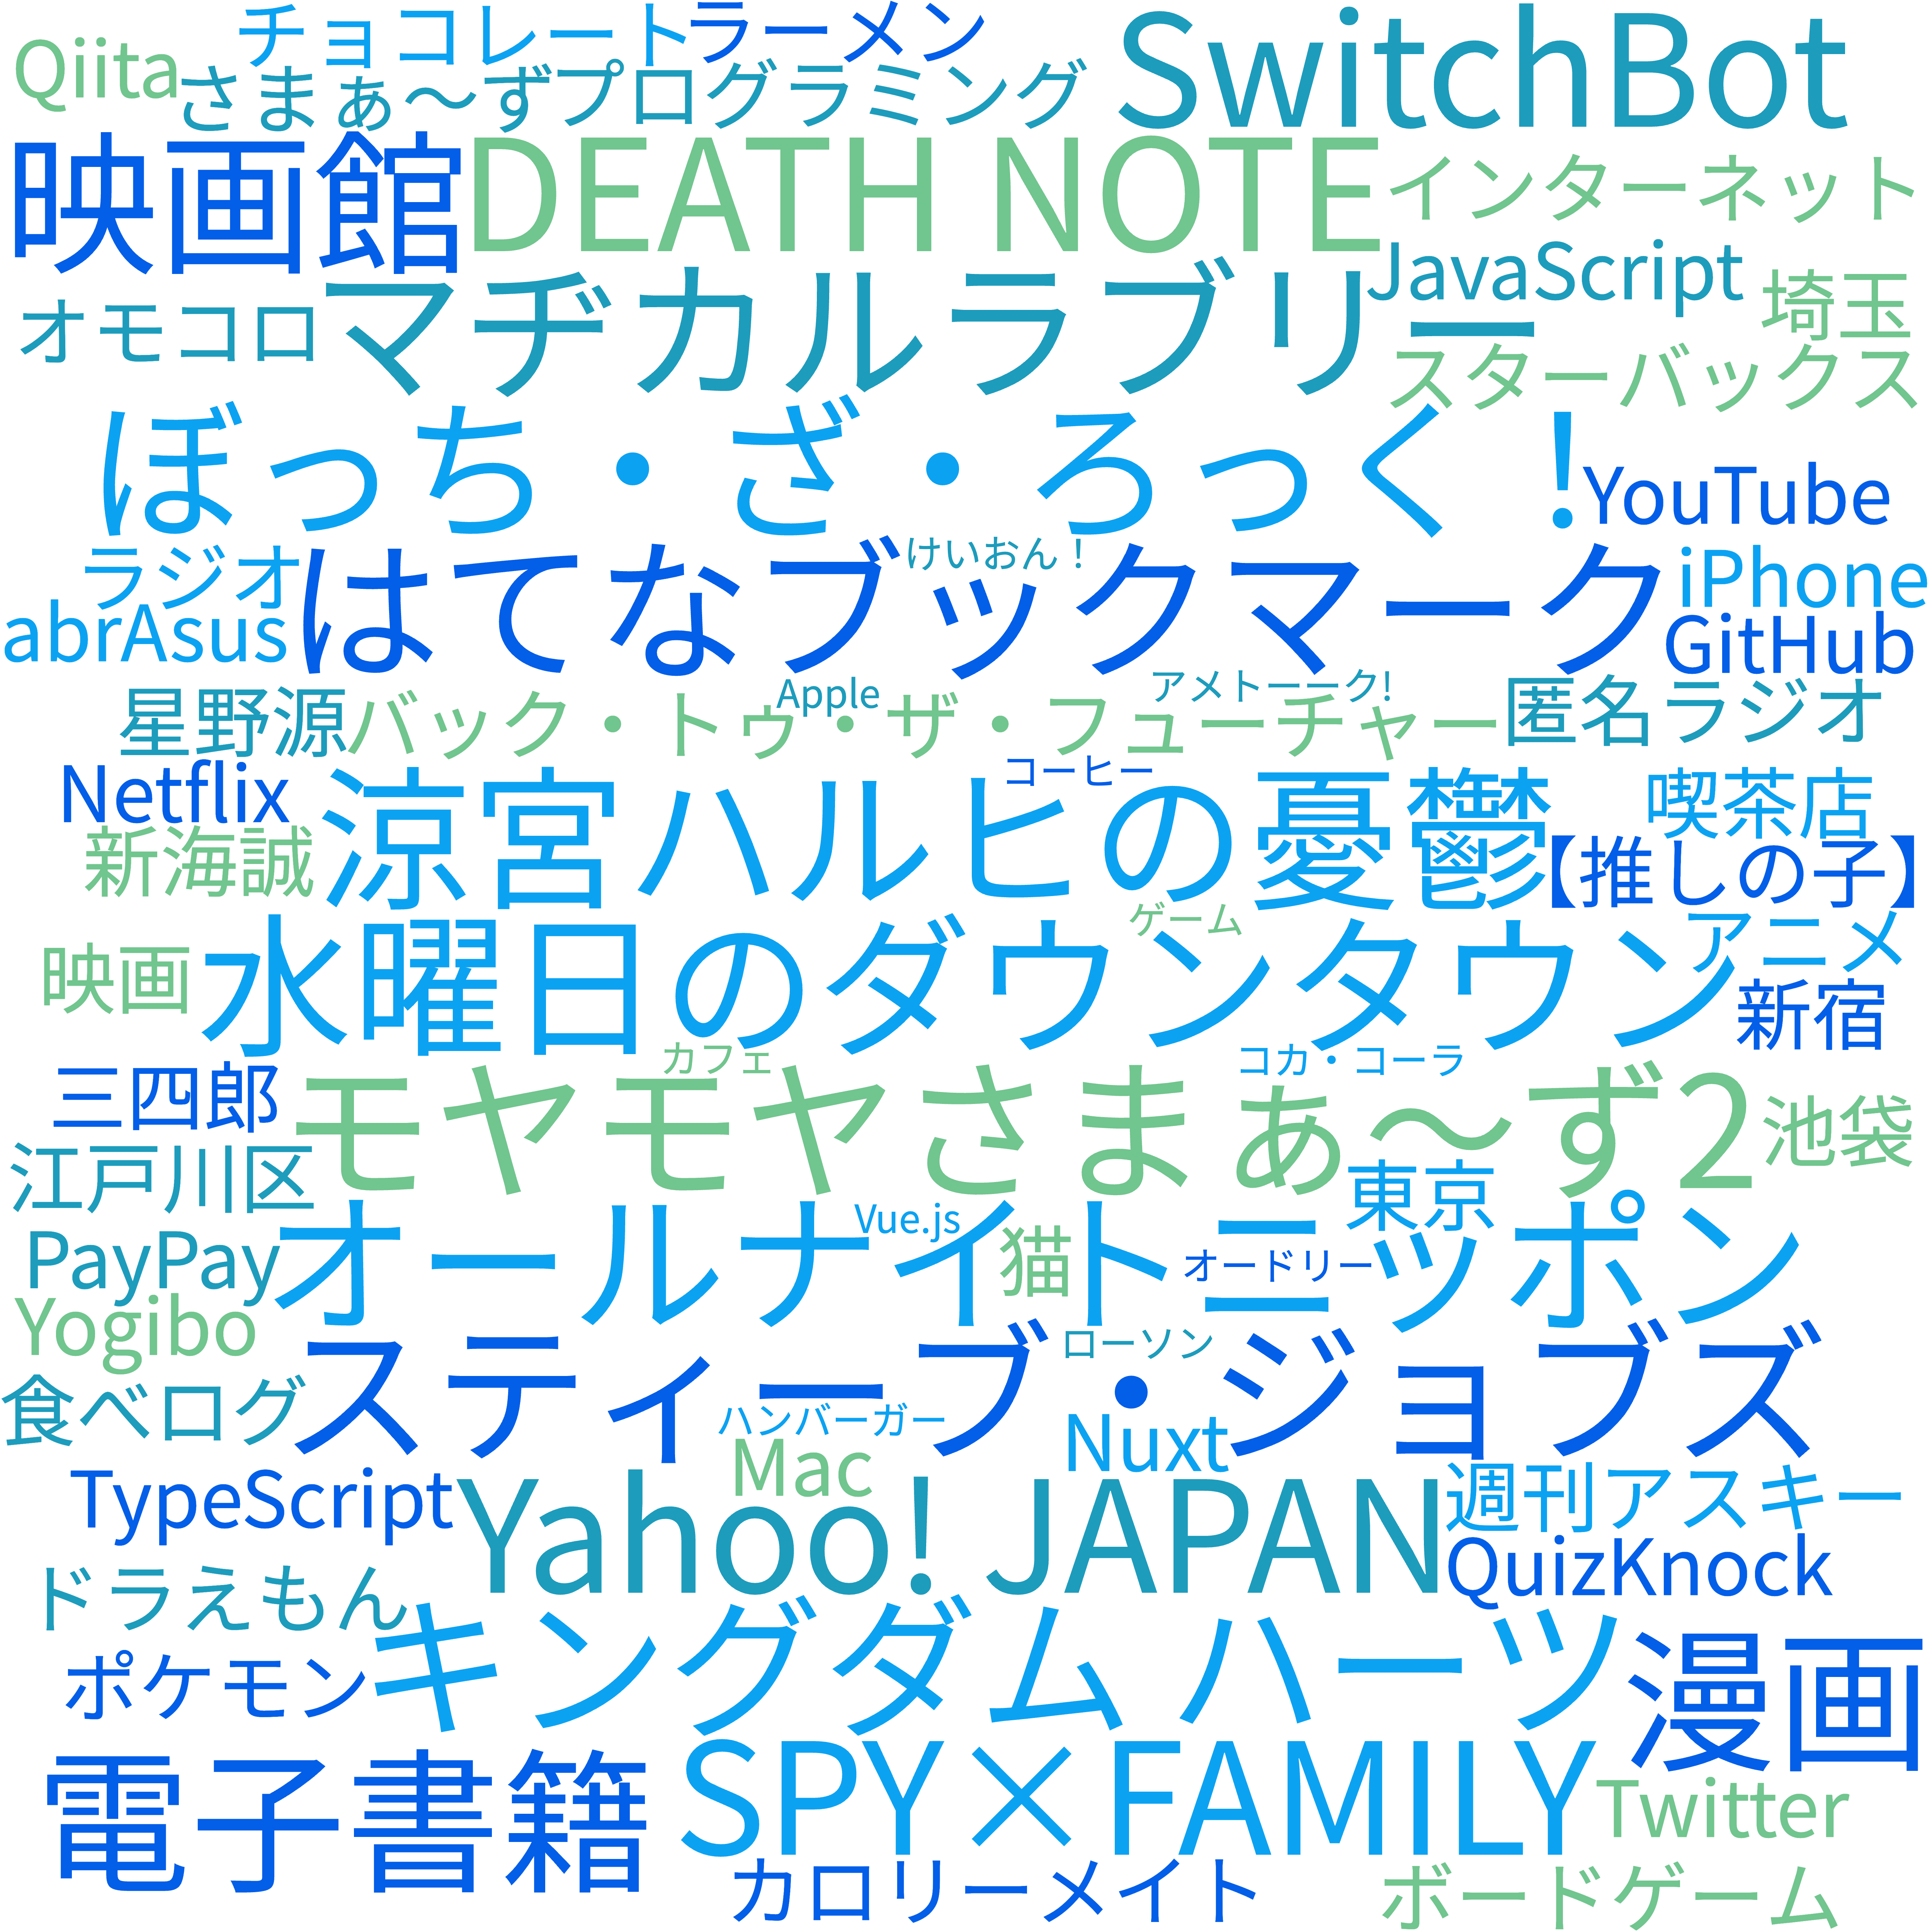 チョコレート
ラーメン
SwitchBot
Qiita
さまぁ〜ず
プログラミング
映画館
DEATH NOTE
インターネット
JavaScript
埼玉
オモコロ
マヂカルラブリー
スターバックス
ぼっち・ざ・ろっく！
YouTube
ラジオ
けいおん！
はてなブックマーク
iPhone
abrAsus
GitHub
星野源
Apple
アメトーーク!
バック・トゥ・ザ・フューチャー
匿名ラジオ
Netflix
コーヒー
涼宮ハルヒの憂鬱
喫茶店
新海誠
【推しの子】
ゲーム
映画
水曜日のダウンタウン
アニメ
新宿
カフェ
コカ・コーラ
三四郎
モヤモヤさまぁ〜ず2
池袋
江戸川区
東京
PayPay
Vue.js
オールナイトニッポン
猫
オードリー
Yogibo
ローソン
スティーブ・ジョブズ
食べログ
ハンバーガー
Nuxt
Mac
TypeScript
Yahoo! JAPAN
週刊アスキー
QuizKnock
ドラえもん
キングダム ハーツ
漫画
ポケモン
電子書籍
SPY×FAMILY
Twitter
カロリーメイト
ボードゲーム